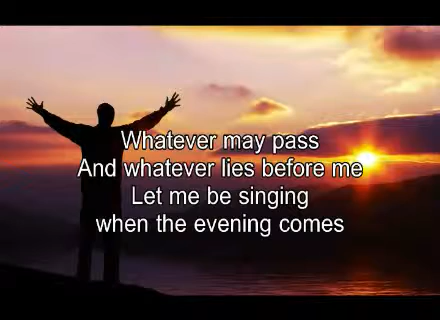 Whatever may pass
And whatever lies before me
Let me be singing
when the evening comes